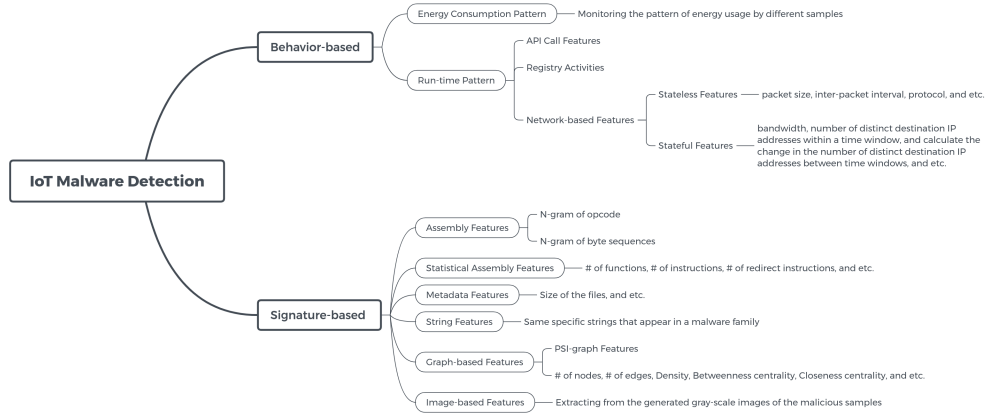 IoT Malware Detection
Behavior-based
Energy Consumption Pattern
Monitoring the pattern of energy usage by different samples
Run-time Pattern
API Call Features
Registry Activities
Network-based Features
Stateless Features
packet size, inter-packet interval, protocol, and etc.
Stateful Features
bandwidth, number of distinct destination IP
addresses within a time window, and calculate the
change in the number of distinct destination IP
addresses between time windows, and etc.
Signature-based
Assembly Features
N-gram of opcode
N-gram of byte sequences
Statistical Assembly Features
# of functions, # of instructions, # of redirect instructions, and etc.
Metadata Features
Size of the files, and etc.
String Features
Same specific strings that appear in a malware family
Graph-based Features
PSI-graph Features
# of nodes, # of edges, Density, Betweenness centrality, Closeness centrality, and etc.
Image-based Features
Extracting from the generated gray-scale images of the malicious samples